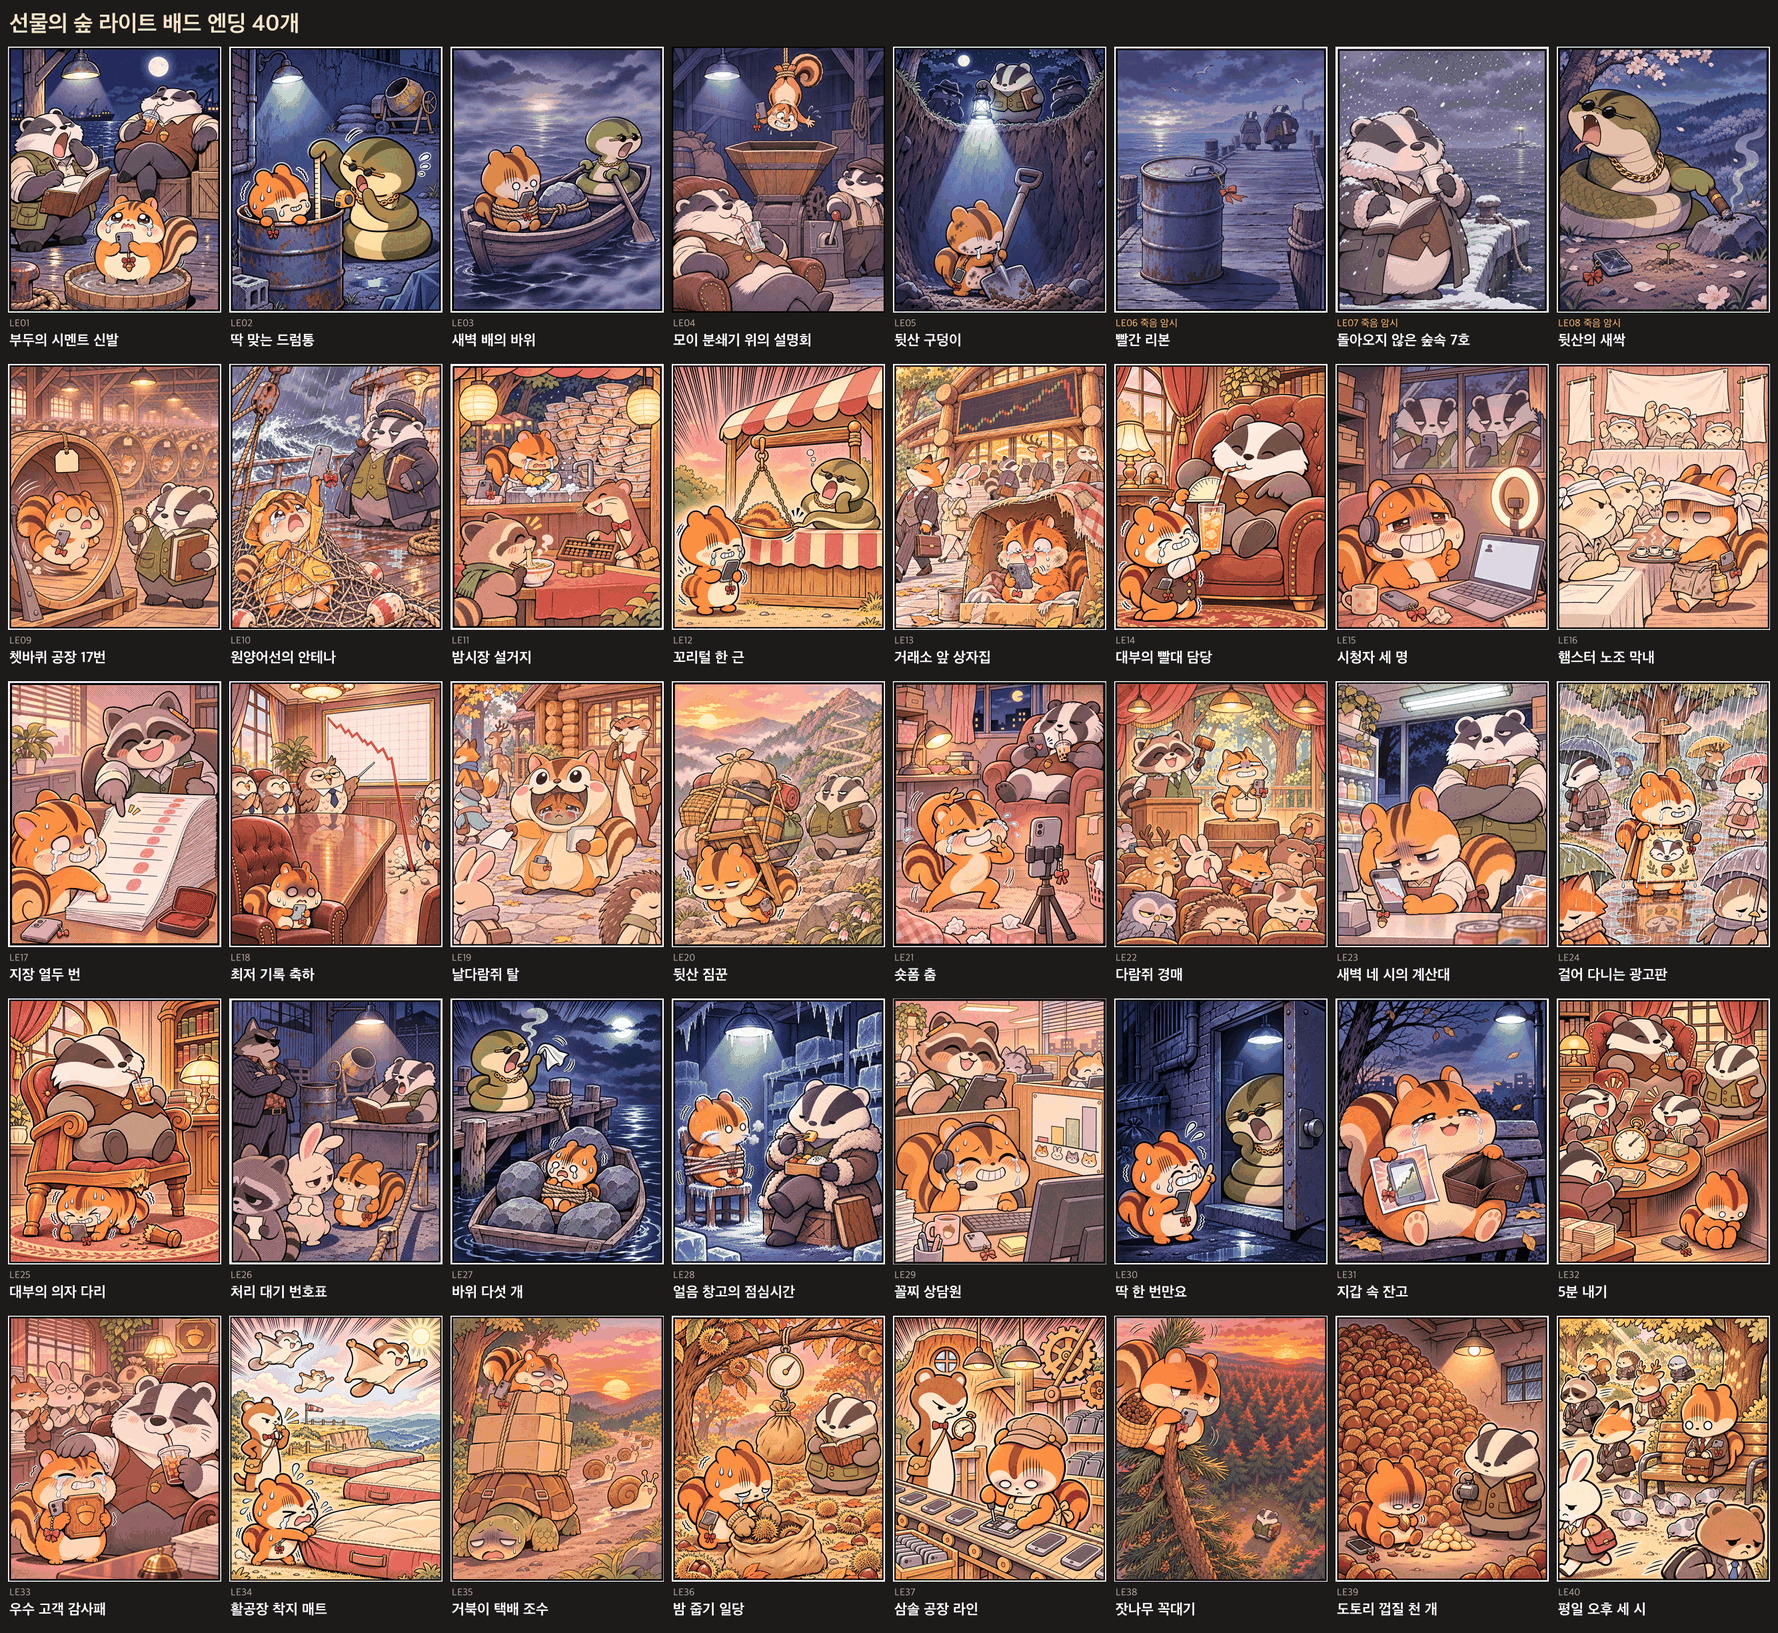 선물의 숲 라이트 배드 엔딩 40개
LE01
부두의 시멘트 신발
LE02
딱 맞는 드럼통
LE03
새벽 배의 바위
LE04
모이 분쇄기 위의 설명회
LE05
뒷산 구덩이
LE06 죽음 암시
빨간 리본
LE07 죽음 암시
돌아오지 않은 숲속 7호
LE08 죽음 암시
뒷산의 새싹
LE09
쳇바퀴 공장 17번
LE10
원양어선의 안테나
LE11
밤시장 설거지
LE12
꼬리털 한 근
LE13
거래소 앞 상자집
LE14
대부의 빨대 담당
LE15
시청자 세 명
LE16
햄스터 노조 막내
LE17
지장 열두 번
LE18
최저 기록 축하
LE19
날다람쥐 탈
LE20
뒷산 짐꾼
LE21
숏폼 춤
LE22
다람쥐 경매
LE23
새벽 네 시의 계산대
LE24
걸어 다니는 광고판
LE25
대부의 의자 다리
LE26
처리 대기 번호표
LE27
바위 다섯 개
LE28
얼음 창고의 점심시간
LE29
꼴찌 상담원
LE30
딱 한 번만요
LE31
지갑 속 잔고
LE32
5분 내기
LE33
우수 고객 감사패
LE34
활공장 착지 매트
LE35
거북이 택배 조수
LE36
밤 줍기 일당
LE37
삼솔 공장 라인
LE38
잣나무 꼭대기
LE39
도토리 껍질 천 개
LE40
평일 오후 세 시